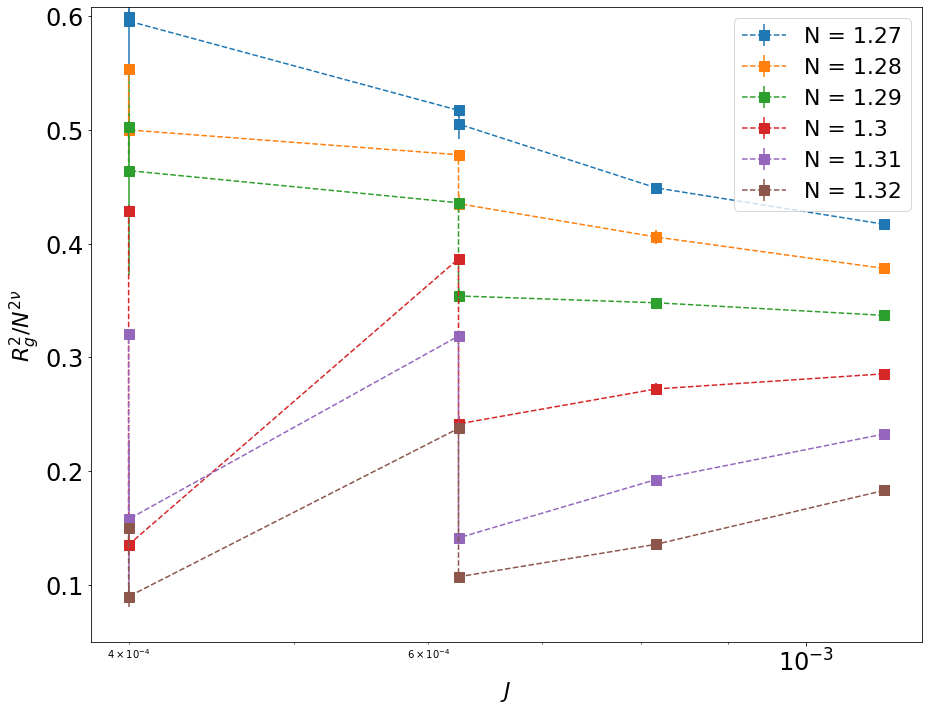 0.6
0.5
0.4
0.3
0.2
0.1
R_g^2/N^{2ν}
N = 1.27
N = 1.28
N = 1.29
N = 1.3
N = 1.31
N = 1.32
4 × 10⁻⁴
6 × 10⁻⁴
10⁻³
J